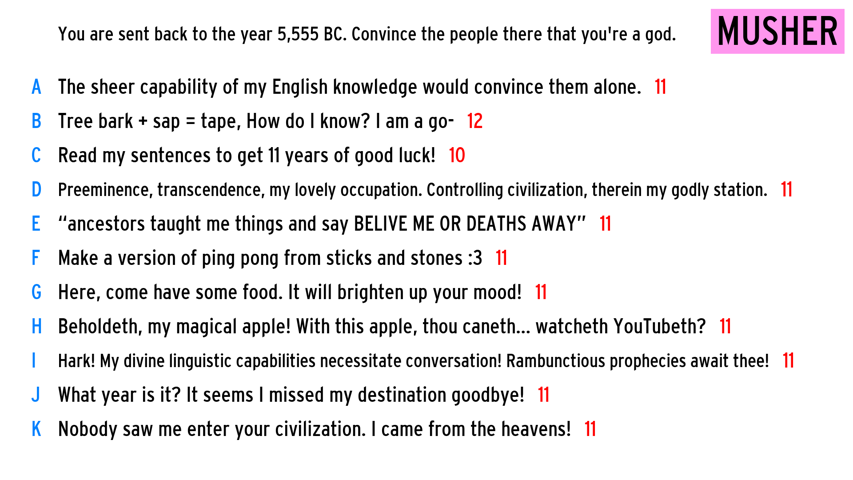 You are sent back to the year 5,555 BC. Convince the people there that you're a god.
MUSHER
A The sheer capability of my English knowledge would convince them alone. 11
B Tree bark + sap = tape, How do I know? I am a go- 12
C Read my sentences to get 11 years of good luck! 10
D Preeminence, transcendence, my lovely occupation. Controlling civilization, therein my godly station. 11
E “ancestors taught me things and say BELIVE ME OR DEATHS AWAY” 11
F Make a version of ping pong from sticks and stones :3 11
G Here, come have some food. It will brighten up your mood! 11
H Beholdeth, my magical apple! With this apple, thou caneth... watcheth YouTubeth? 11
I Hark! My divine linguistic capabilities necessitate conversation! Rambunctious prophecies await thee! 11
J What year is it? It seems I missed my destination goodbye! 11
K Nobody saw me enter your civilization. I came from the heavens! 11